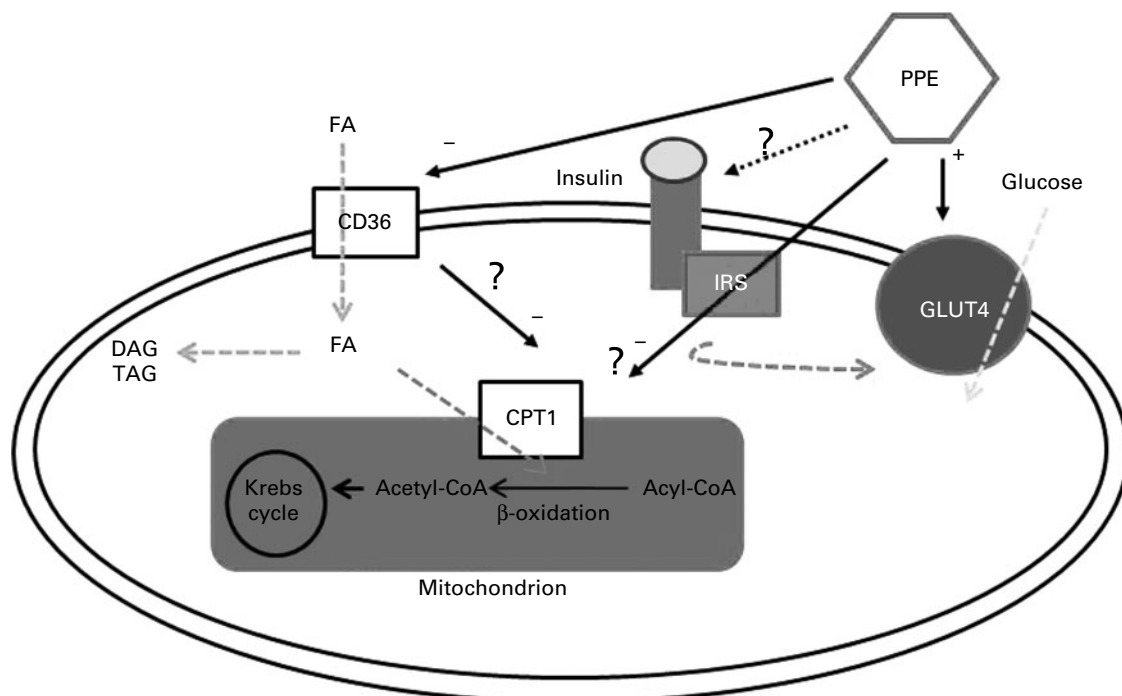 PPE
FA
–
?
+
Insulin
Glucose
CD36
?
IRS
GLUT4
–
DAG
TAG
FA
?
–
CPT1
Krebs
cycle
Acetyl-CoA
Acyl-CoA
β-oxidation
Mitochondrion